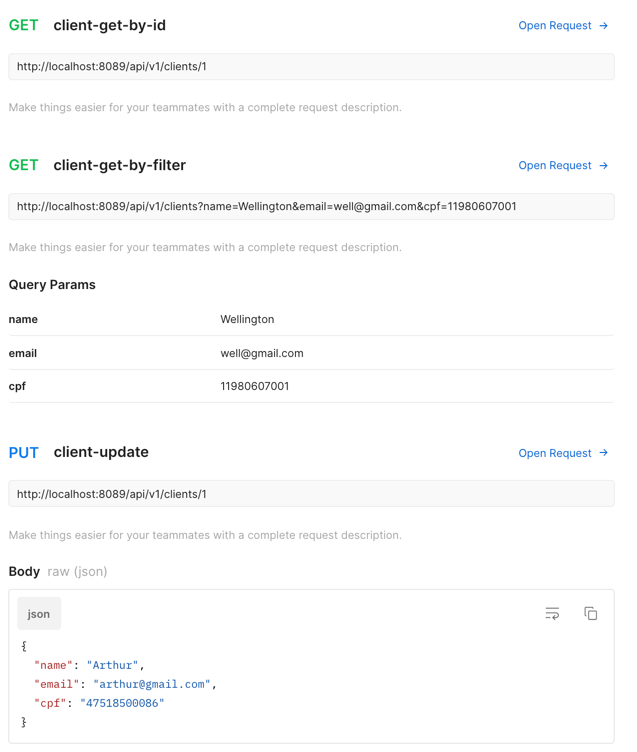 GET client-get-by-id Open Request →
http://localhost:8089/api/v1/clients/1
Make things easier for your teammates with a complete request description.
GET client-get-by-filter Open Request →
http://localhost:8089/api/v1/clients?name=Wellington&email=well@gmail.com&cpf=11980607001
Make things easier for your teammates with a complete request description.
Query Params
name Wellington
email well@gmail.com
cpf 11980607001
PUT client-update Open Request →
http://localhost:8089/api/v1/clients/1
Make things easier for your teammates with a complete request description.
Body raw (json)
json
{
  "name": "Arthur",
  "email": "arthur@gmail.com",
  "cpf": "47518500086"
}